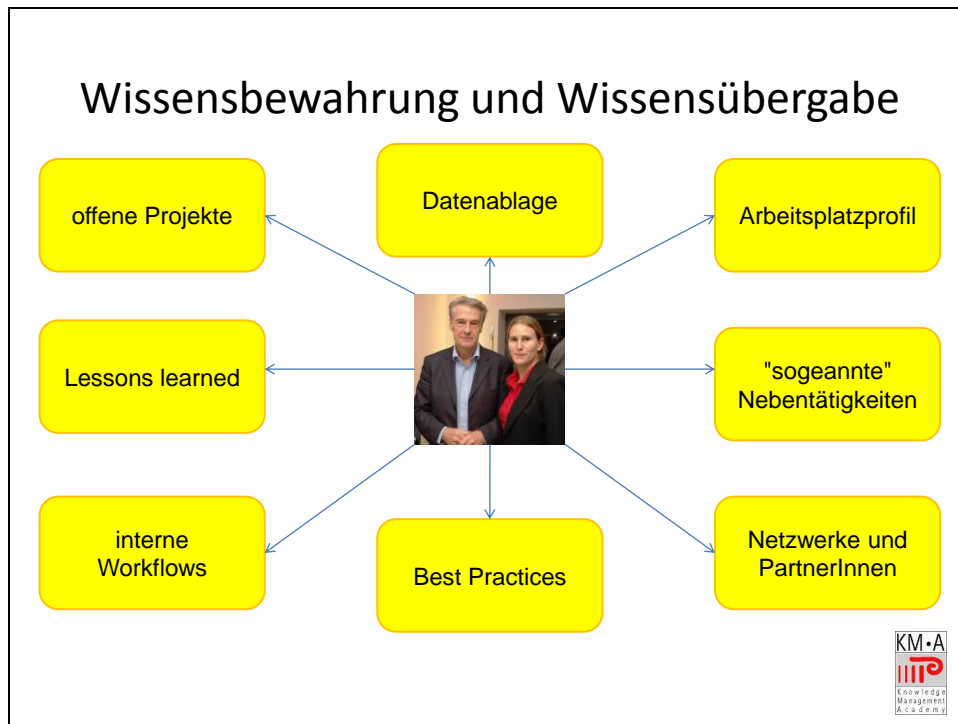 Wissensbewahrung und Wissensübergabe
offene Projekte
Datenablage
Arbeitsplatzprofil
Lessons learned
"sogeannte"
Nebentätigkeiten
interne
Workflows
Best Practices
Netzwerke und
PartnerInnen
KM•A
Knowledge
Management
Academy